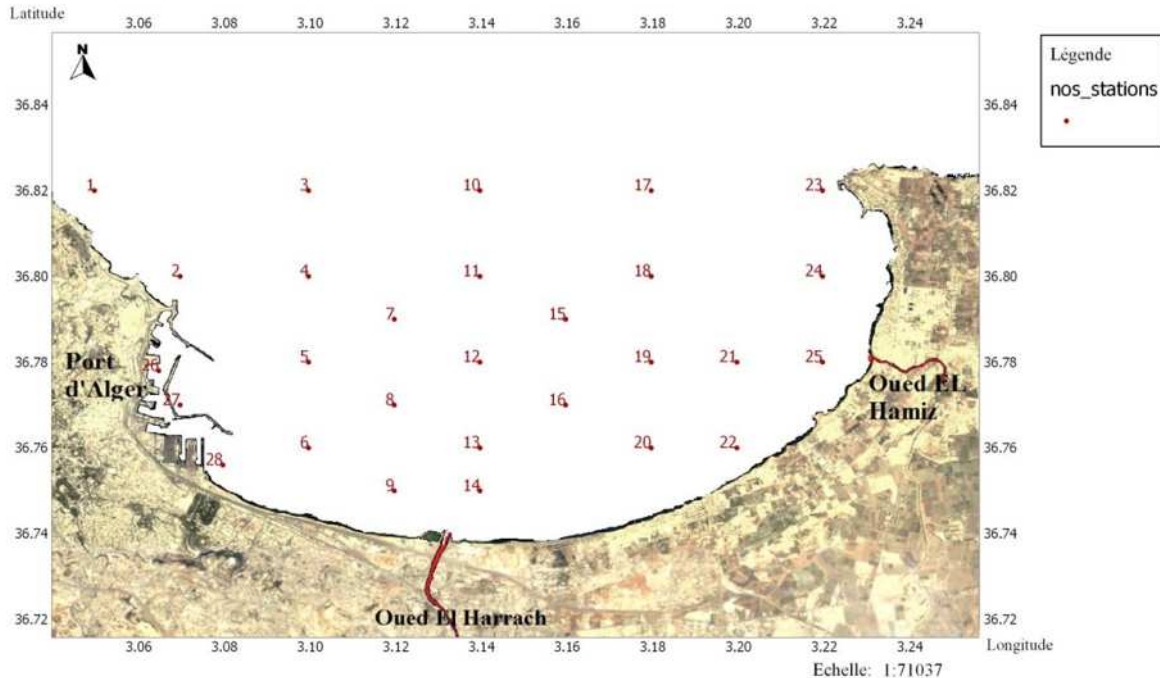 Latitude
3.06 3.08 3.10 3.12 3.14 3.16 3.18 3.20 3.22 3.24
N
Légende
nos_stations
36.84 36.84
1 3 10 17 23
36.82 36.82
2 4 11 18 24
36.80 36.80
7 15
5 12 19 21 25
36.78 36.78
26
Port
d'Alger
Oued EL
Hamiz
27 8 16
36.76 6 13 20 22 36.76
28
9 14
36.74 36.74
36.72 Oued El Harrach 36.72
3.06 3.08 3.10 3.12 3.14 3.16 3.18 3.20 3.22 3.24
Longitude
Echelle: 1:71037